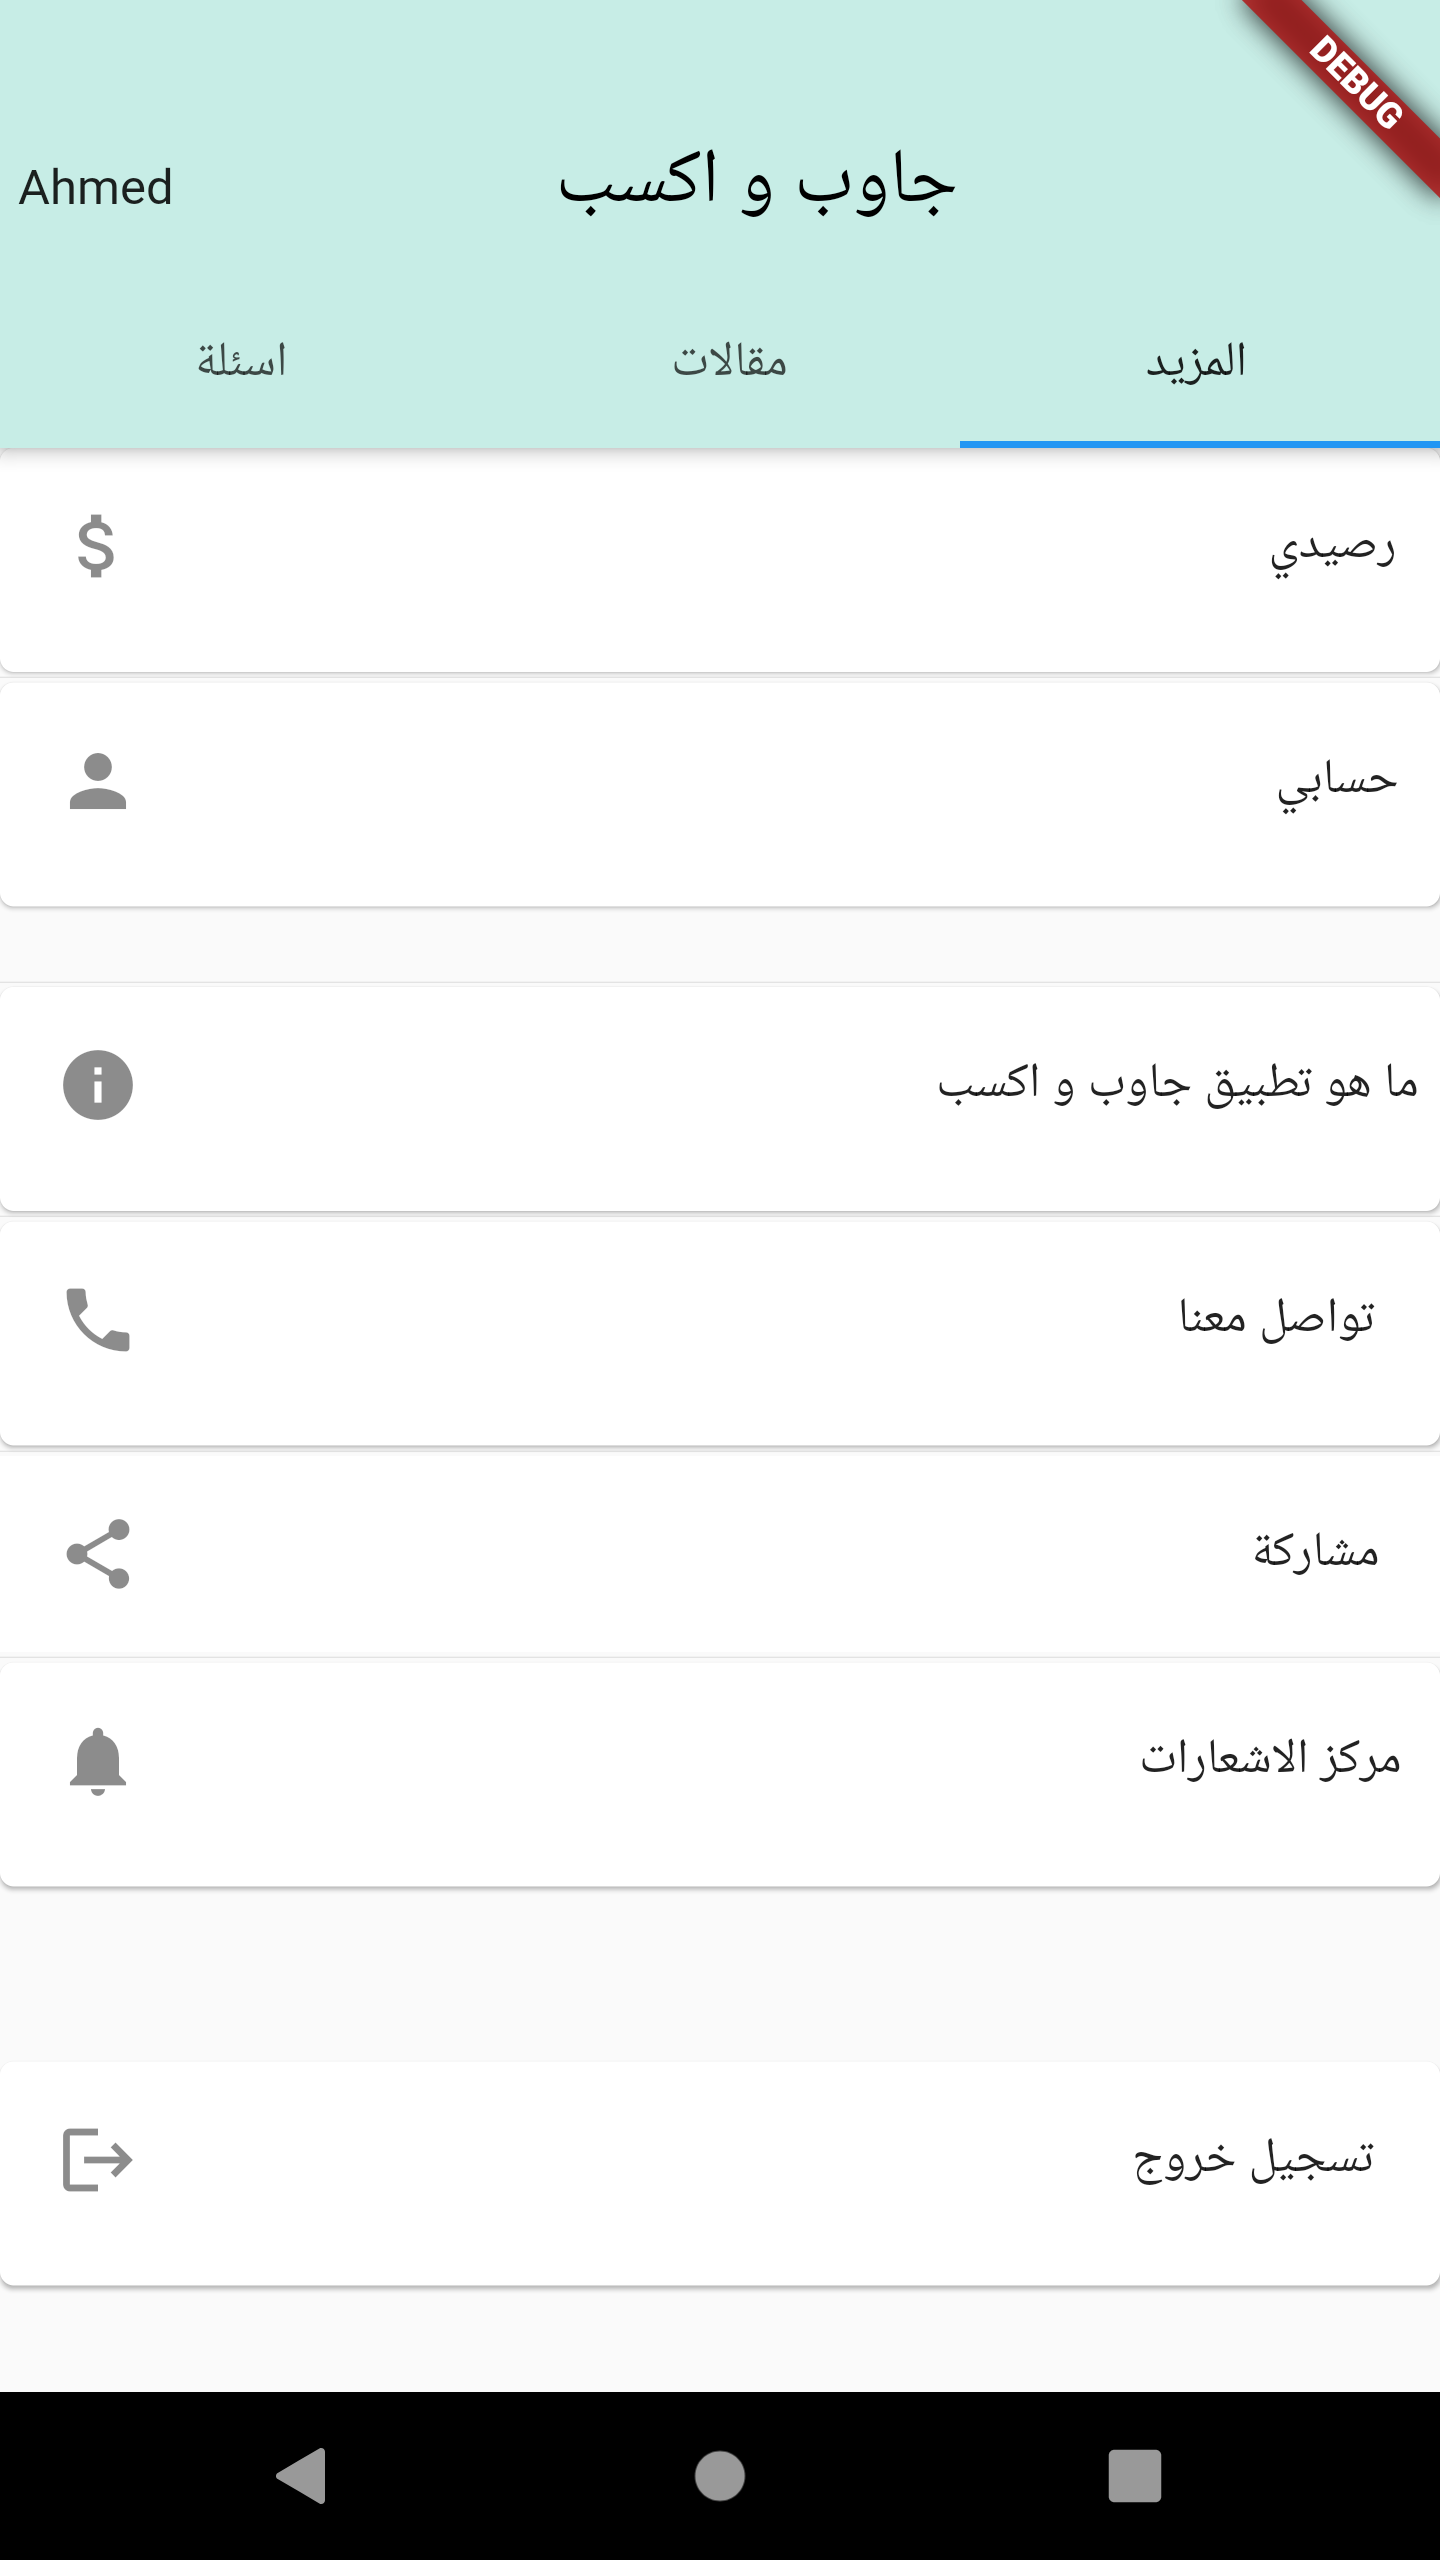 DEBUG
جاوب و اكسب
Ahmed
المزيد
مقالات
اسئلة
رصيدي
$
حسابي
ما هو تطبيق جاوب و اكسب
تواصل معنا
مشاركة
مركز الاشعارات
تسجيل خروج